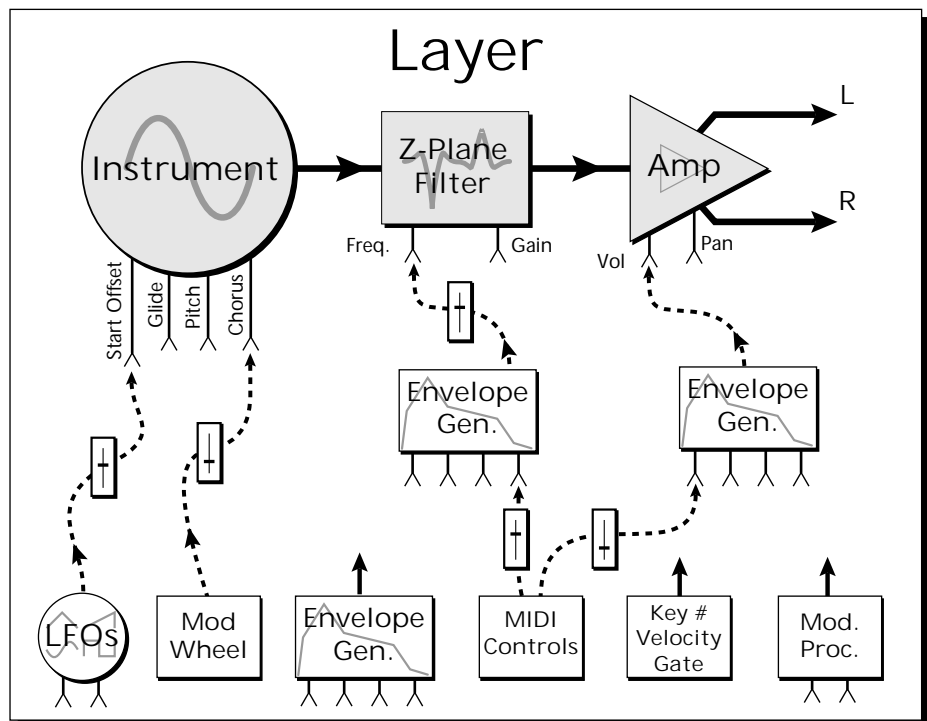 Layer
L
Instrument
Z-Plane
Filter
Amp
R
Freq.
Gain
Vol
Pan
Start Offset
Glide
Pitch
Chorus
Envelope
Gen.
Envelope
Gen.
LFOs
Mod
Wheel
Envelope
Gen.
MIDI
Controls
Key #
Velocity
Gate
Mod.
Proc.